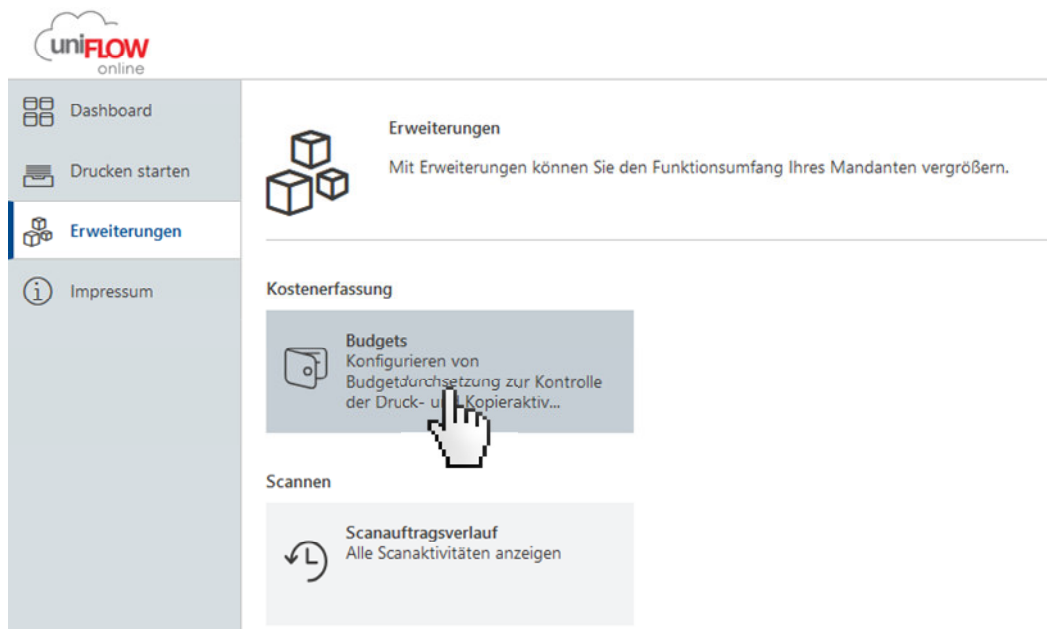 uniFLOW
online
Dashboard
Drucken starten
Erweiterungen
Impressum
Erweiterungen
Mit Erweiterungen können Sie den Funktionsumfang Ihres Mandanten vergrößern.
Kostenerfassung
Budgets
Konfigurieren von
Budgetdurchsetzung zur Kontrolle
der Druck- und Kopieraktiv...
Scannen
Scanauftragsverlauf
Alle Scanaktivitäten anzeigen